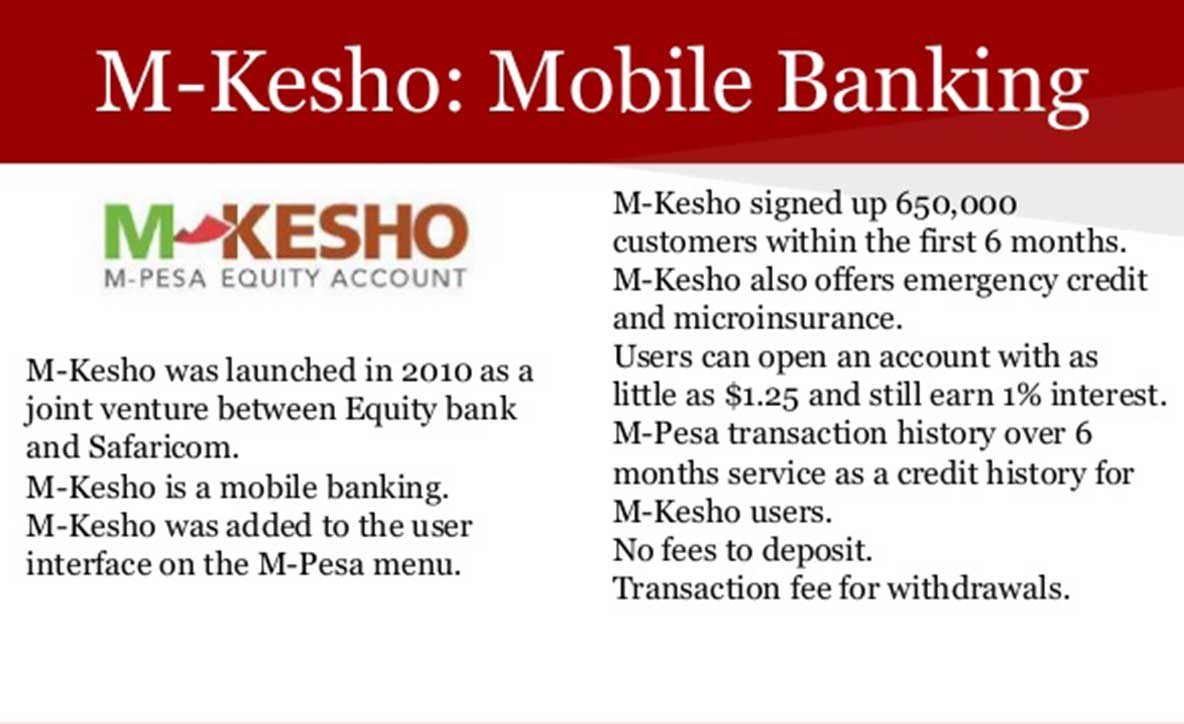 M-Kesho: Mobile Banking
M-KESHO
M-PESA EQUITY ACCOUNT
M-Kesho was launched in 2010 as a
joint venture between Equity bank
and Safaricom.
M-Kesho is a mobile banking.
M-Kesho was added to the user
interface on the M-Pesa menu.
M-Kesho signed up 650,000
customers within the first 6 months.
M-Kesho also offers emergency credit
and microinsurance.
Users can open an account with as
little as $1.25 and still earn 1% interest.
M-Pesa transaction history over 6
months service as a credit history for
M-Kesho users.
No fees to deposit.
Transaction fee for withdrawals.